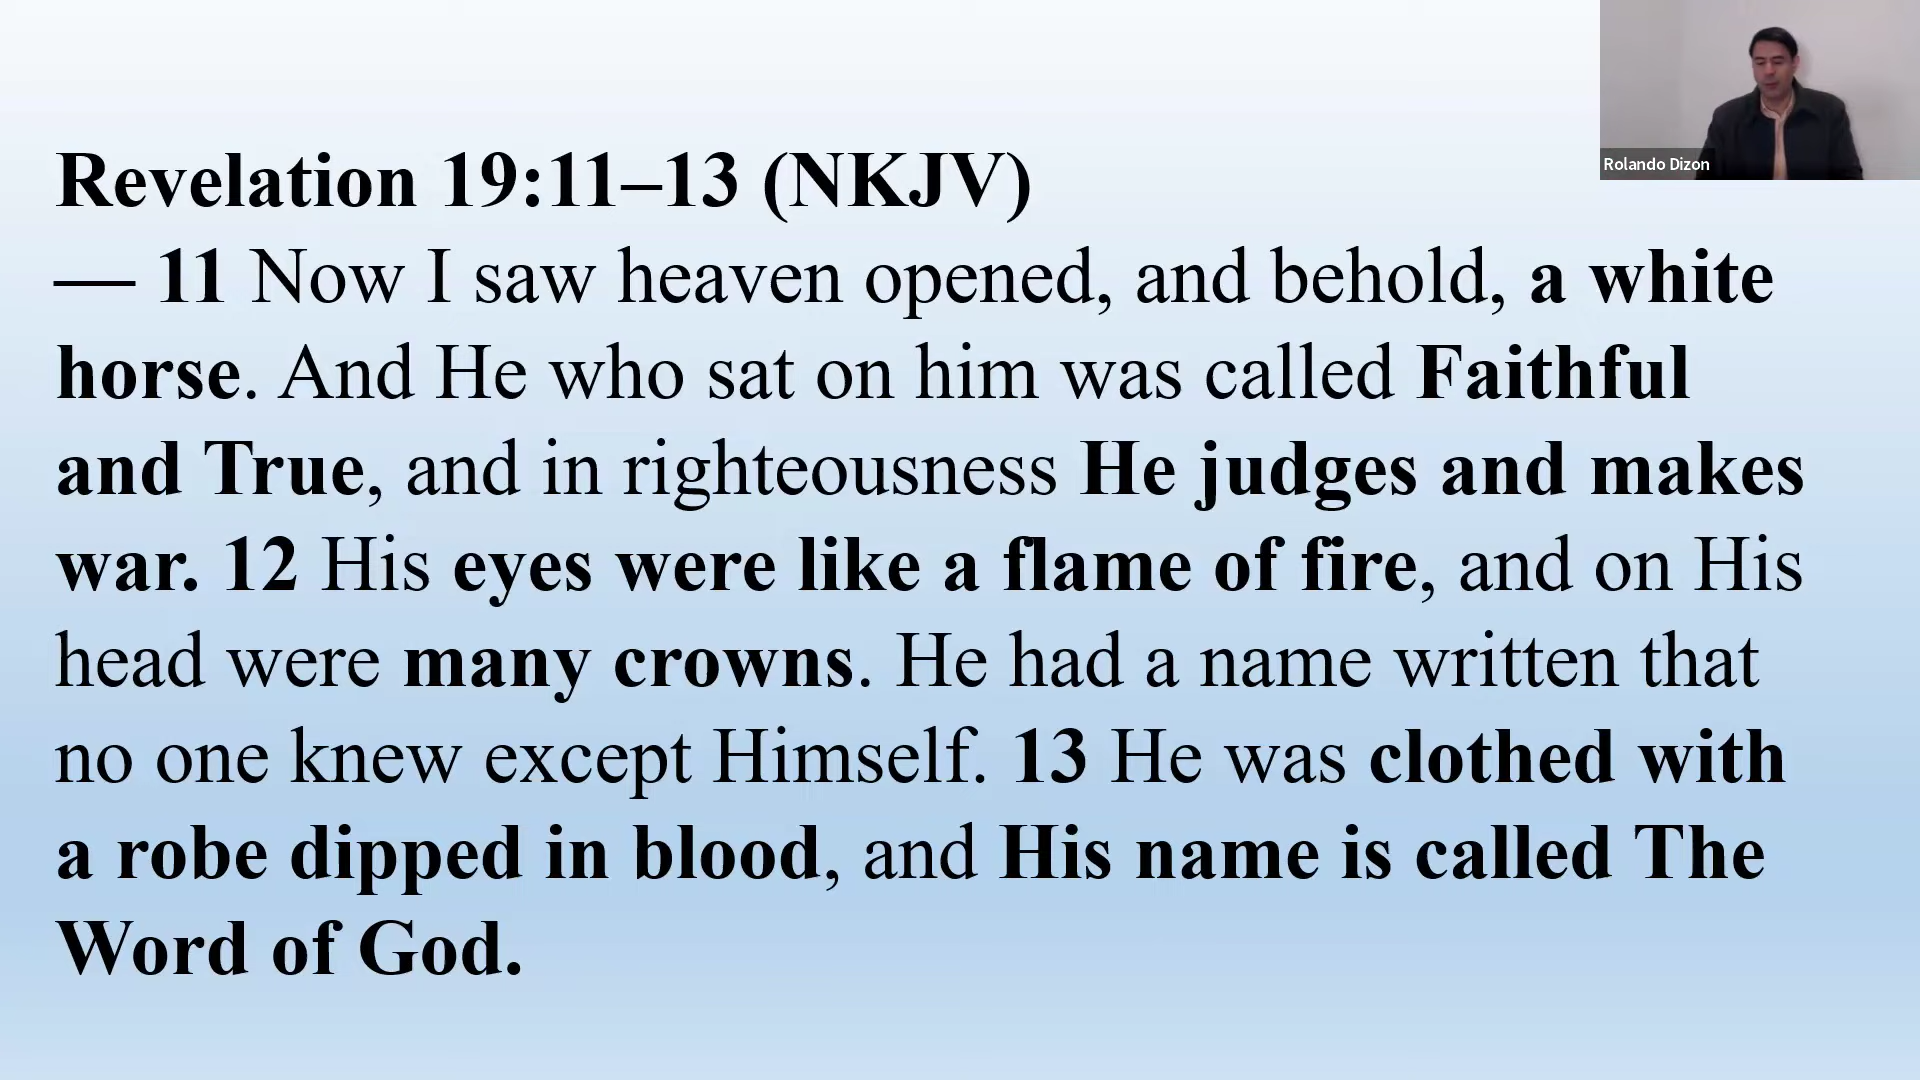 Rolando Dizon
Revelation 19:11–13 (NKJV)
— 11 Now I saw heaven opened, and behold, a white
horse. And He who sat on him was called Faithful
and True, and in righteousness He judges and makes
war. 12 His eyes were like a flame of fire, and on His
head were many crowns. He had a name written that
no one knew except Himself. 13 He was clothed with
a robe dipped in blood, and His name is called The
Word of God.